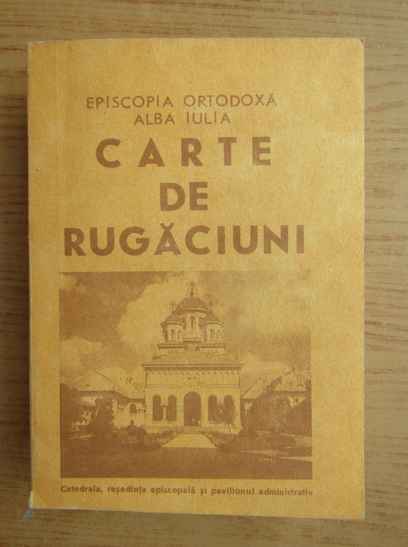 EPISCOPIA ORTODOXĂ
ALBA IULIA
CARTE
DE
RUGĂCIUNI
Catedrala, reședința episcopală și pavilionul administrativ